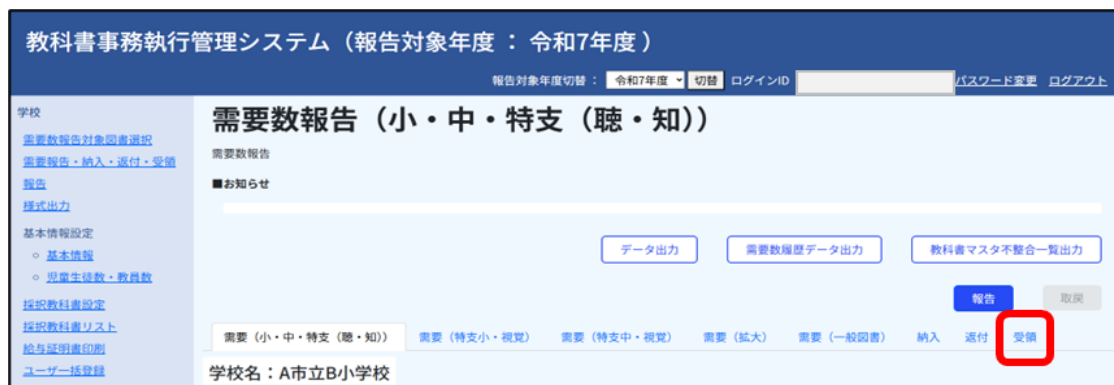 教科書事務執行管理システム（報告対象年度 ： 令和7年度 ）
報告対象年度切替 ： 令和7年度 切替 ログインID パスワード変更 ログアウト
学校
需要数報告対象図書選択
需要報告・納入・返付・受領
報告
様式出力
基本情報設定
基本情報
児童生徒数・教員数
採択教科書設定
採択教科書リスト
給与証明書印刷
ユーザー括登録
需要数報告（小・中・特支（聴・知））
需要数報告
■お知らせ
データ出力 需要数履歴データ出力 教科書マスタ不整合一覧出力
報告 取戻
需要（小・中・特支（聴・知）） 需要（特支小・視覚） 需要（特支中・視覚） 需要（拡大） 需要（一般図書） 納入 返付 受領
学校名：A市立B小学校